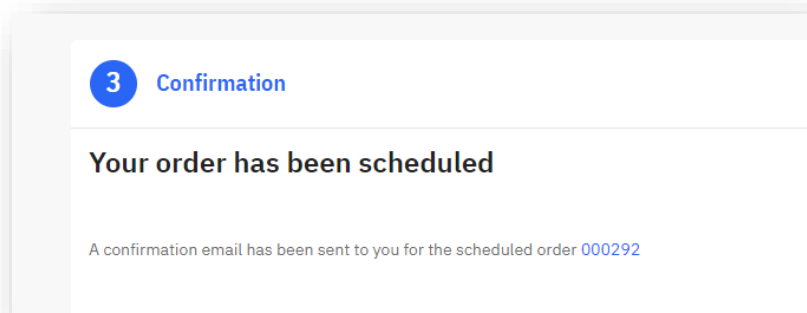 3 Confirmation
Your order has been scheduled
A confirmation email has been sent to you for the scheduled order 000292